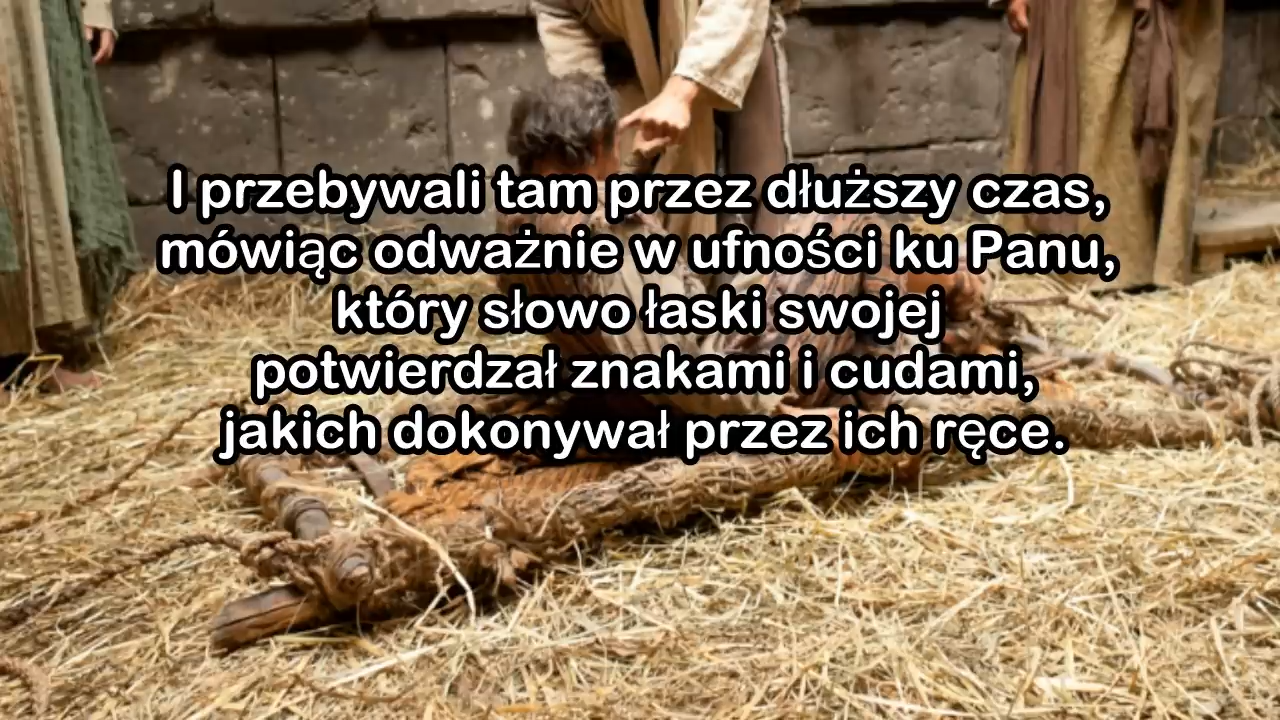 I przebywali tam przez dłuższy czas,
mówiąc odważnie w ufności ku Panu,
który słowo łaski swojej
potwierdzał znakami i cudami,
jakich dokonywał przez ich ręce.